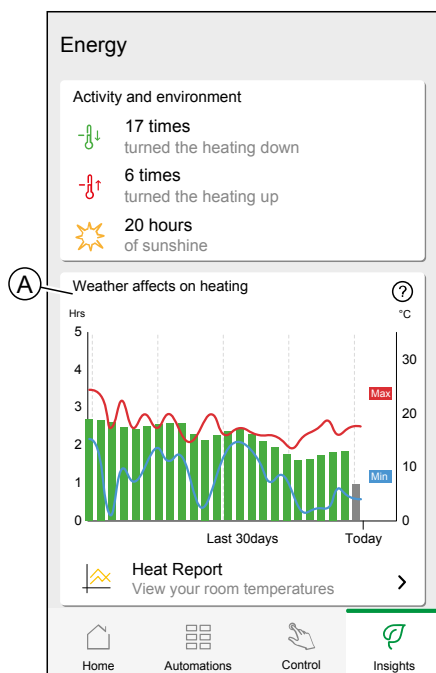 Energy
Activity and environment
17 times
turned the heating down
6 times
turned the heating up
20 hours
of sunshine
A
Weather affects on heating
?
Hrs
°C
5
4
3
2
1
0
30
20
10
0
Max
Min
Last 30days
Today
Heat Report
View your room temperatures
Home
Automations
Control
Insights